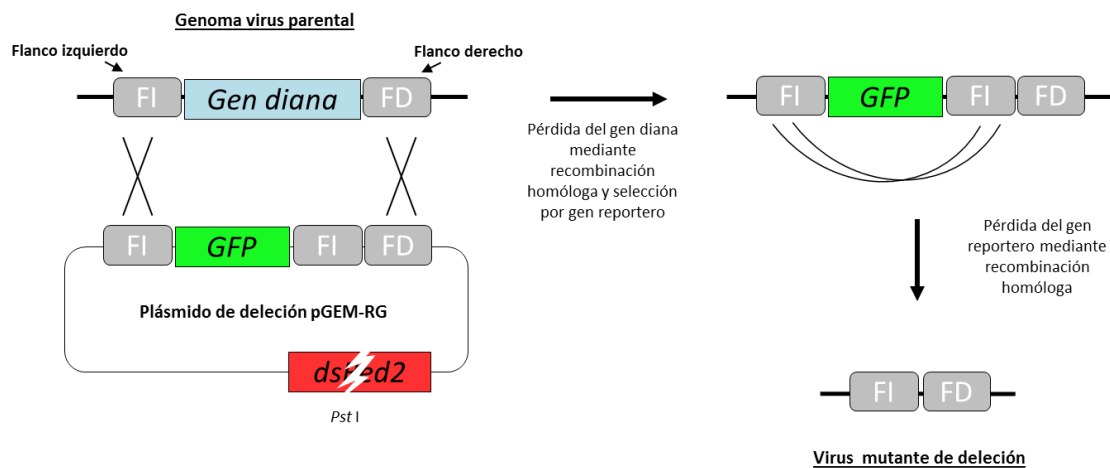 Genoma virus parental
Flanco izquierdo
Flanco derecho
FI
Gen diana
FD
FI
GFP
FI
FD
Plásmido de deleción pGEM-RG
dsRed2
Pst I
Pérdida del gen diana
mediante
recombinación
homóloga y selección
por gen reportero
FI
GFP
FI
FD
Pérdida del gen
reportero mediante
recombinación
homóloga
FI
FD
Virus mutante de deleción